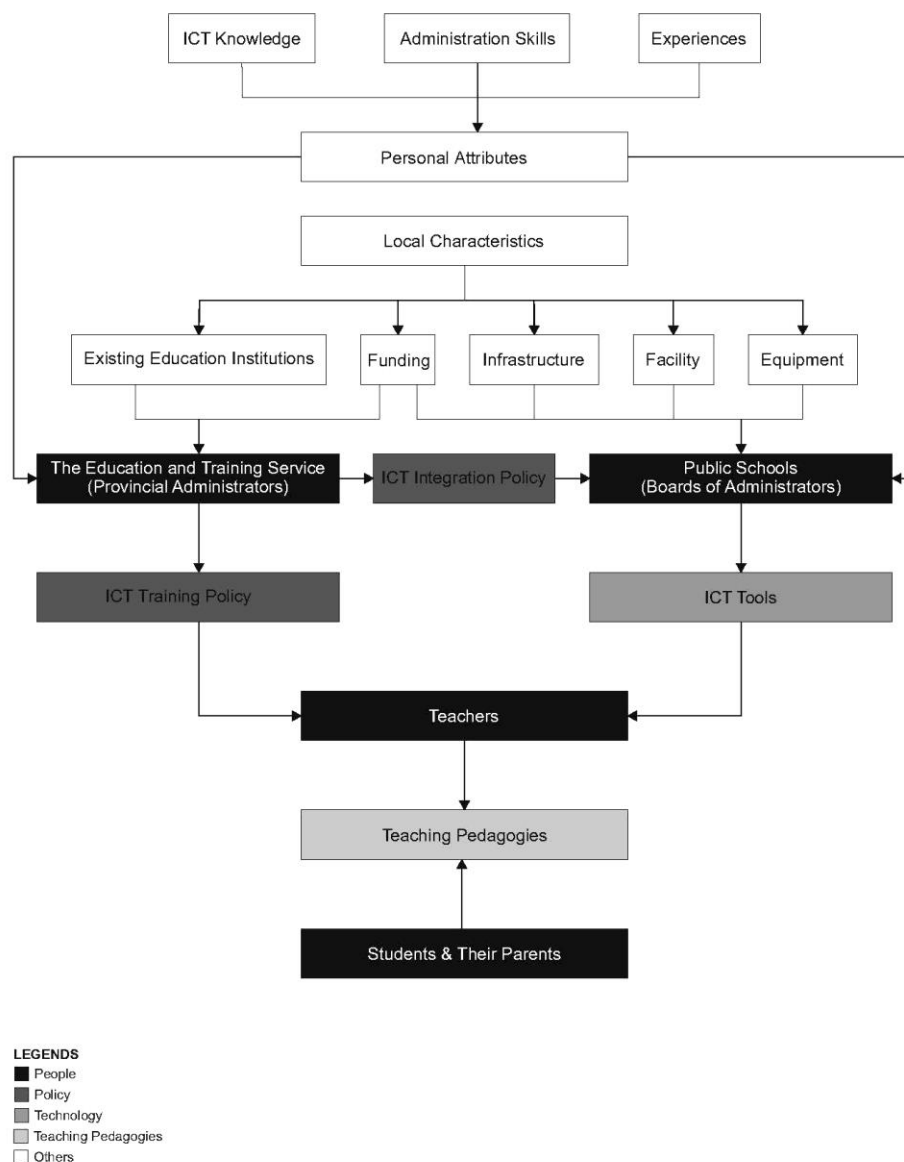 ICT Knowledge
Administration Skills
Experiences
Personal Attributes
Local Characteristics
Existing Education Institutions
Funding
Infrastructure
Facility
Equipment
The Education and Training Service
(Provincial Administrators)
ICT Integration Policy
Public Schools
(Boards of Administrators)
ICT Training Policy
ICT Tools
Teachers
Teaching Pedagogies
Students & Their Parents
LEGENDS
People
Policy
Technology
Teaching Pedagogies
Others